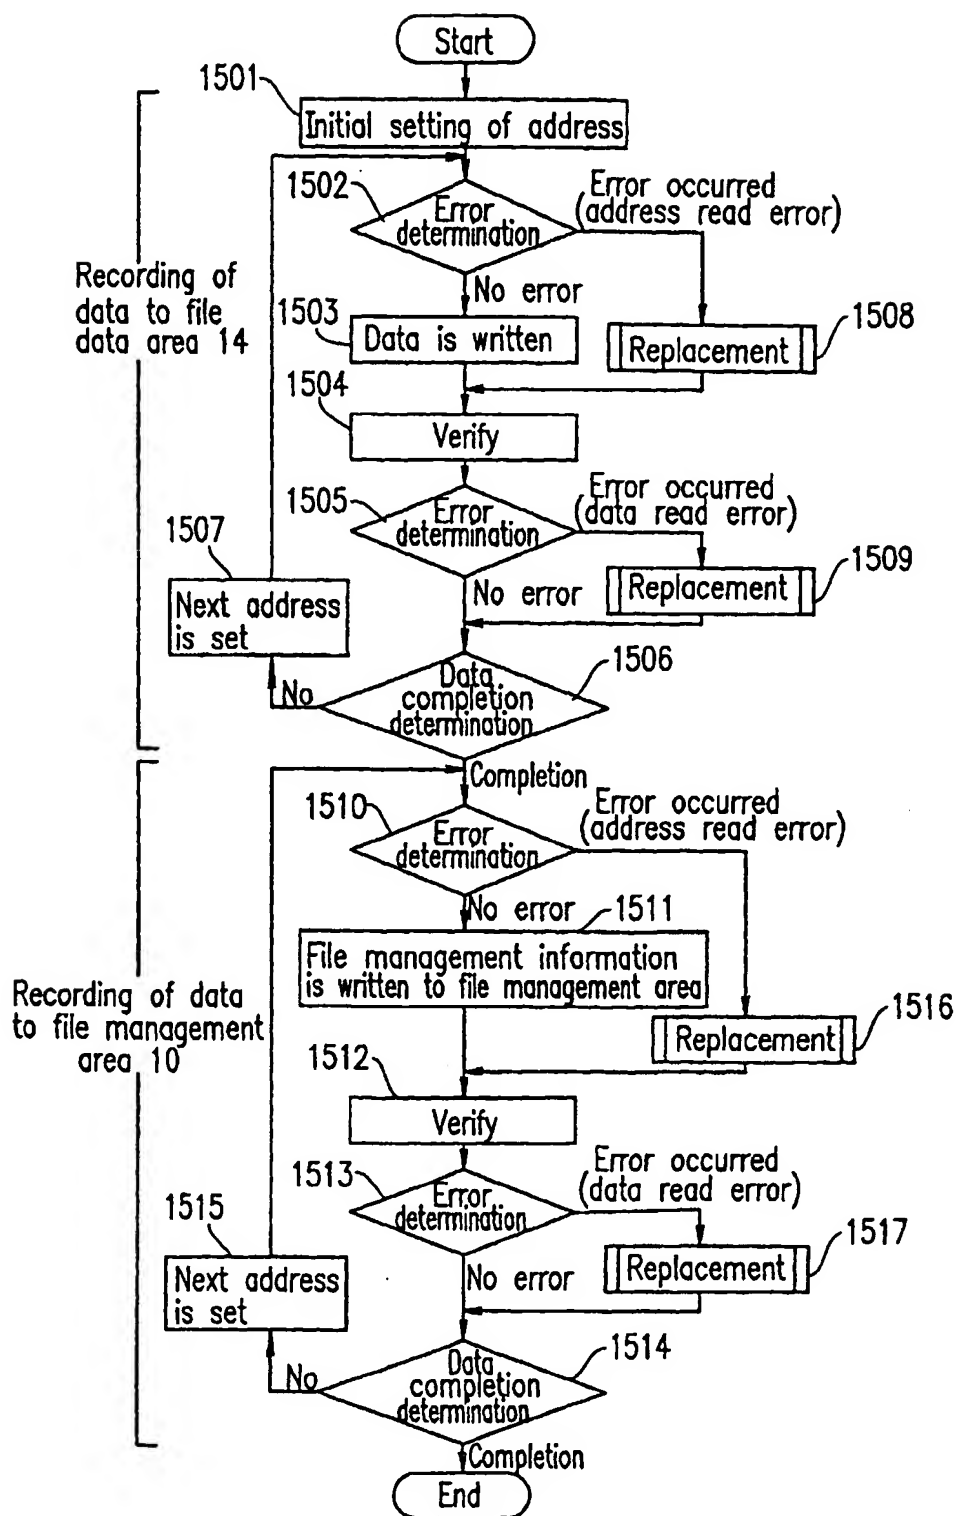 Start
1501
Initial setting of address
1502
Error
determination
Error occurred
(address read error)
No error
Recording of
data to file
data area 14
1503
Data is written
Replacement
1508
1504
Verify
1505
Error
determination
Error occurred
(data read error)
1507
Next address
is set
No error
Replacement
1509
1506
Data
completion
determination
No
Completion
1510
Error
determination
Error occurred
(address read error)
No error
1511
File management information
is written to file management area
Recording of data
to file management
area 10
Replacement
1516
1512
Verify
1513
Error
determination
Error occurred
(data read error)
1515
Next address
is set
No error
Replacement
1517
1514
Data
completion
determination
No
Completion
End